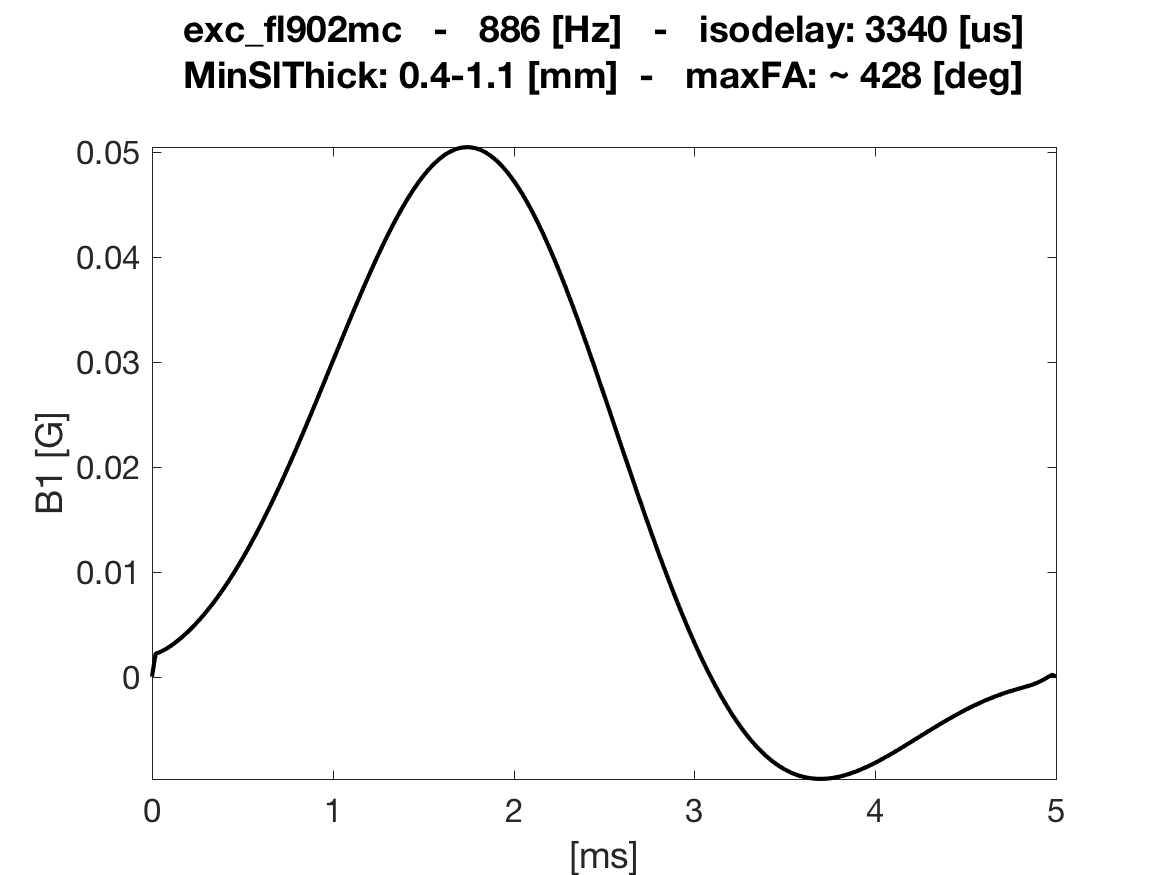 exc_fl902mc - 886 [Hz] - isodelay: 3340 [us]
MinSlThick: 0.4-1.1 [mm] - maxFA: ~ 428 [deg]
0.05
0.04
0.03
0.02
0.01
0
B1 [G]
0 1 2 3 4 5
[ms]